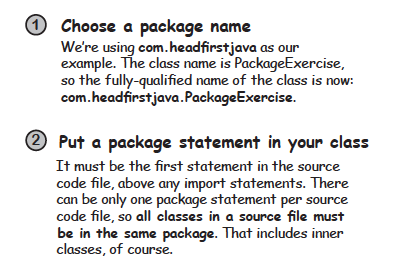 1 Choose a package name
We're using com.headfirstjava as our
example. The class name is PackageExercise,
so the fully-qualified name of the class is now:
com.headfirstjava.PackageExercise.
2 Put a package statement in your class
It must be the first statement in the source
code file, above any import statements. There
can be only one package statement per source
code file, so all classes in a source file must
be in the same package. That includes inner
classes, of course.